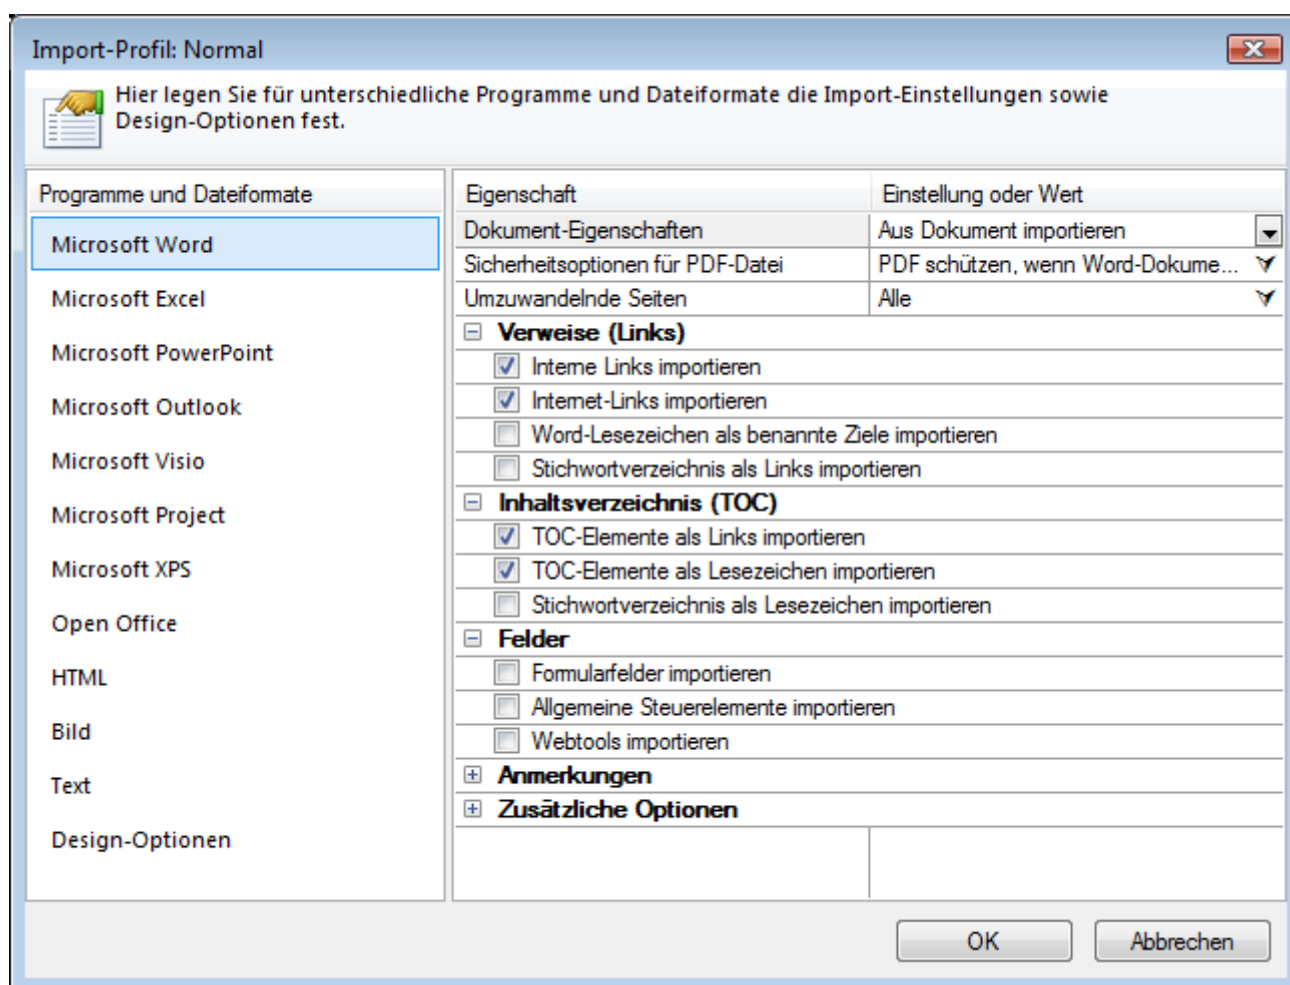 Import-Profil: Normal
Hier legen Sie für unterschiedliche Programme und Dateiformate die Import-Einstellungen sowie
Design-Optionen fest.
Programme und Dateiformate
Microsoft Word
Microsoft Excel
Microsoft PowerPoint
Microsoft Outlook
Microsoft Visio
Microsoft Project
Microsoft XPS
Open Office
HTML
Bild
Text
Design-Optionen
Eigenschaft Einstellung oder Wert
Dokument-Eigenschaften Aus Dokument importieren
Sicherheitsoptionen für PDF-Datei PDF schützen, wenn Word-Dokume...
Umzuwandelnde Seiten Alle
Verweise (Links)
Interne Links importieren
Internet-Links importieren
Word-Lesezeichen als benannte Ziele importieren
Stichwortverzeichnis als Links importieren
Inhaltsverzeichnis (TOC)
TOC-Elemente als Links importieren
TOC-Elemente als Lesezeichen importieren
Stichwortverzeichnis als Lesezeichen importieren
Felder
Formularfelder importieren
Allgemeine Steuerelemente importieren
Webtools importieren
Anmerkungen
Zusätzliche Optionen
OK Abbrechen